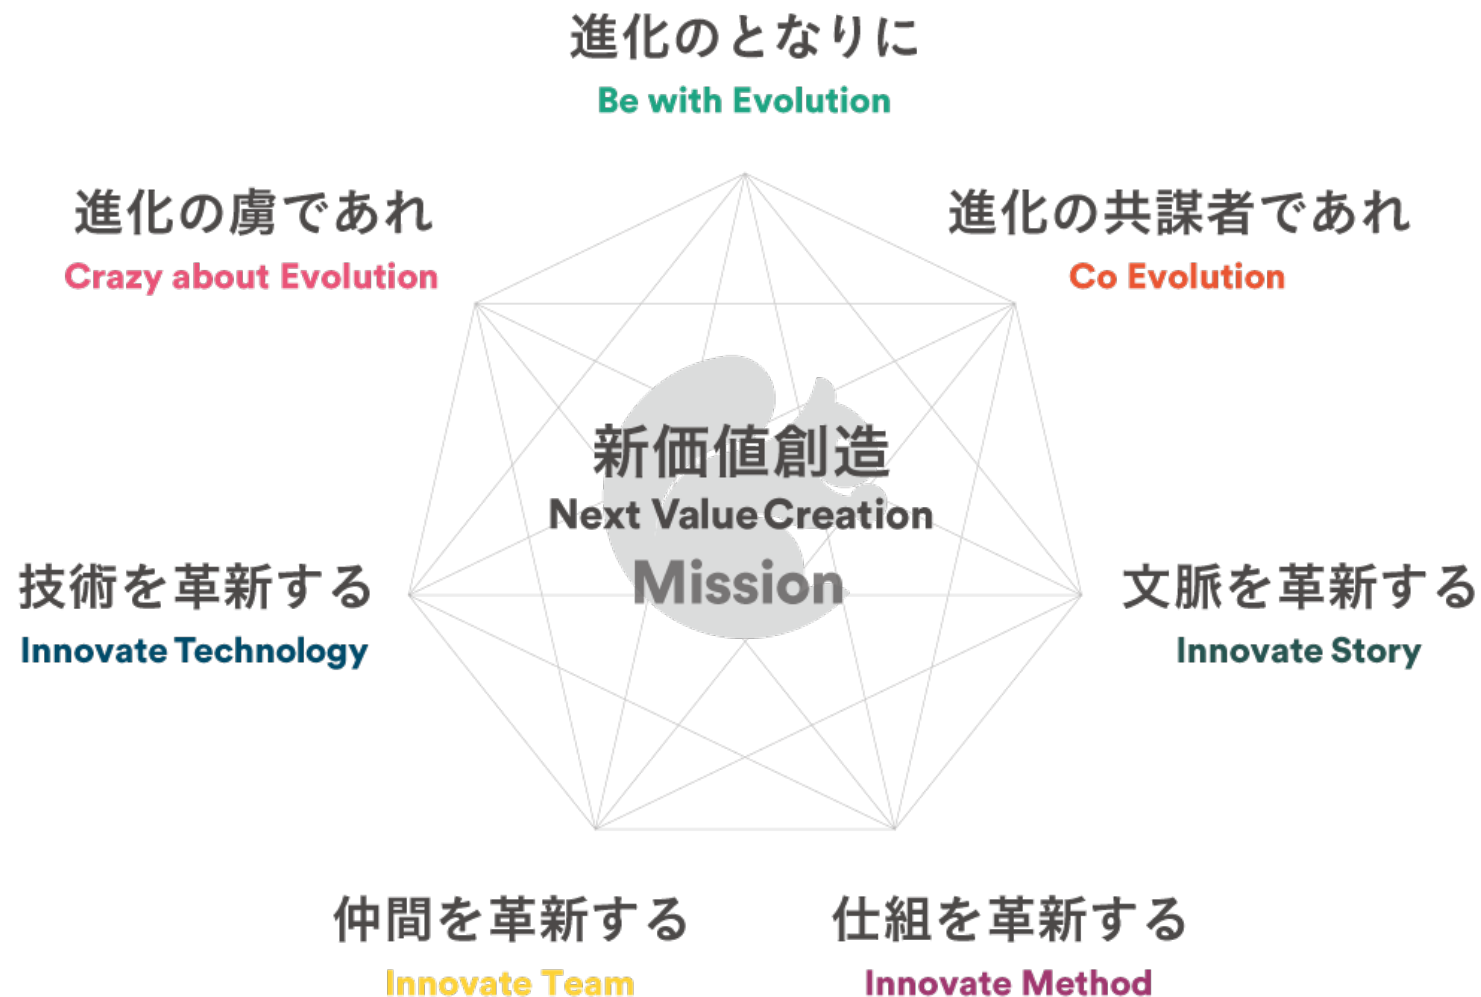 進化のとなりに
Be with Evolution
進化の虜であれ
Crazy about Evolution
進化の共謀者であれ
Co Evolution
新価値創造
Next Value Creation
Mission
技術を革新する
Innovate Technology
文脈を革新する
Innovate Story
仲間を革新する
Innovate Team
仕組を革新する
Innovate Method